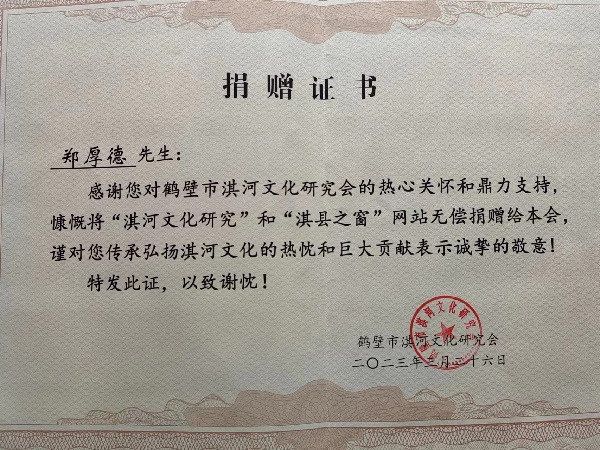 捐赠证书
郑厚德 先生：
感谢您对鹤壁市淇河文化研究会的热心关怀和鼎力支持，
慷慨将“淇河文化研究”和“淇县之窗”网站无偿捐赠给本会，
谨对您传承弘扬淇河文化的热忱和巨大贡献表示诚挚的敬意！
特发此证，以致谢忱！
鹤壁市淇河文化研究会
二〇二三年三月二十六日